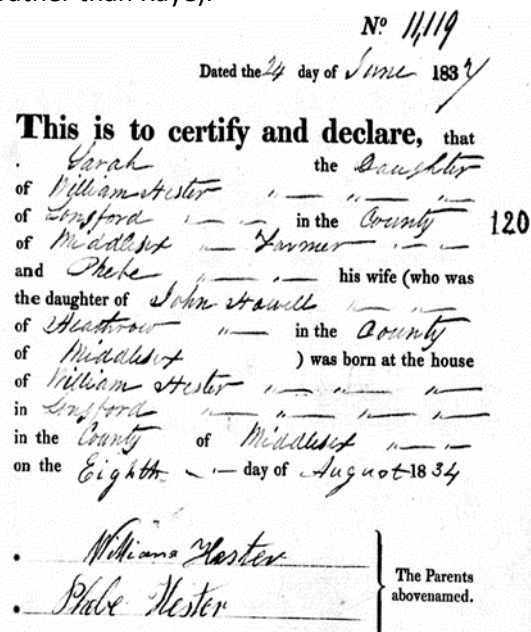 rather than Kaye).
No 11,119
Dated the 24 day of June 1837
This is to certify and declare, that
. Sarah the Daughter
of William Hester " — " — "
of Longford " — — in the County 120
of Middlesex — Farmer — " —
and Phebe " — " — his wife (who was
the daughter of John Howell " — "
of Heathrow " — in the County
of Middlesex ) was born at the house
of William Hester " — " — "
in Longford " — " — " — "
in the County of Middlesex " — "
on the Eighth " — day of August 1834
. William Hester
. Phebe Hester
The Parents
abovenamed.